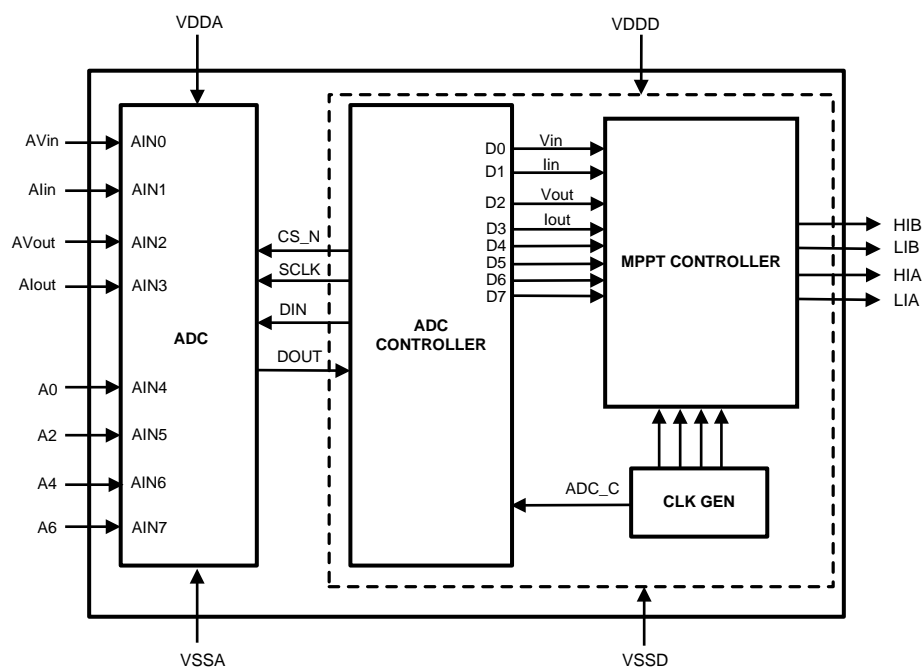 VDDA
VDDD
AVin
AIin
AVout
AIout
A0
A2
A4
A6
AIN0
AIN1
AIN2
AIN3
ADC
AIN4
AIN5
AIN6
AIN7
CS_N
SCLK
DIN
DOUT
ADC
CONTROLLER
D0
D1
D2
D3
D4
D5
D6
D7
Vin
Iin
Vout
Iout
MPPT CONTROLLER
HIB
LIB
HIA
LIA
ADC_C
CLK GEN
VSSA
VSSD